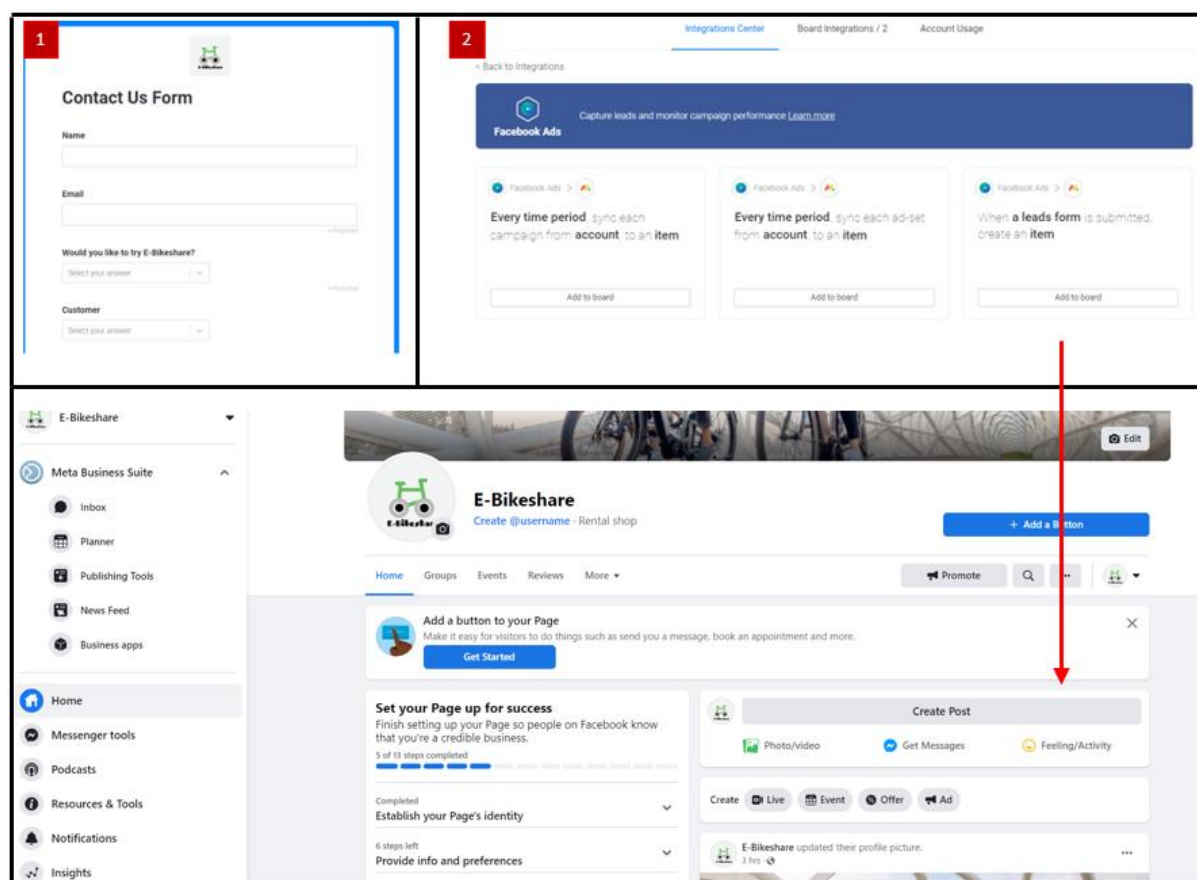 1
E-Bikeshare
Contact Us Form
Name
Email
* Required
Would you like to try E-Bikeshare?
Select your answer
* Required
Customer
Select your answer
2
Integrations Center
Board Integrations / 2
Account Usage
< Back to Integrations
Facebook Ads
Capture leads and monitor campaign performance Learn more
Facebook Ads >
Every time period, sync each
campaign from account, to an item
Add to board
Facebook Ads >
Every time period, sync each ad-set
from account, to an item
Add to board
Facebook Ads >
When a leads form is submitted,
create an item
Add to board
E-Bikeshare
Meta Business Suite
Inbox
Planner
Publishing Tools
News Feed
Business apps
Home
Messenger tools
Podcasts
Resources & Tools
Notifications
Insights
Edit
E-Bikeshar
E-Bikeshare
Create @username · Rental shop
+ Add a Button
Home
Groups
Events
Reviews
More
Promote
Add a button to your Page
Make it easy for visitors to do things such as send you a message, book an appointment and more.
Get Started
Set your Page up for success
Finish setting up your Page so people on Facebook know
that you're a credible business.
5 of 13 steps completed
Completed
Establish your Page's identity
6 steps left
Provide info and preferences
Create Post
Photo/video
Get Messages
Feeling/Activity
Create
Live
Event
Offer
Ad
E-Bikeshare updated their profile picture.
3 hrs ·